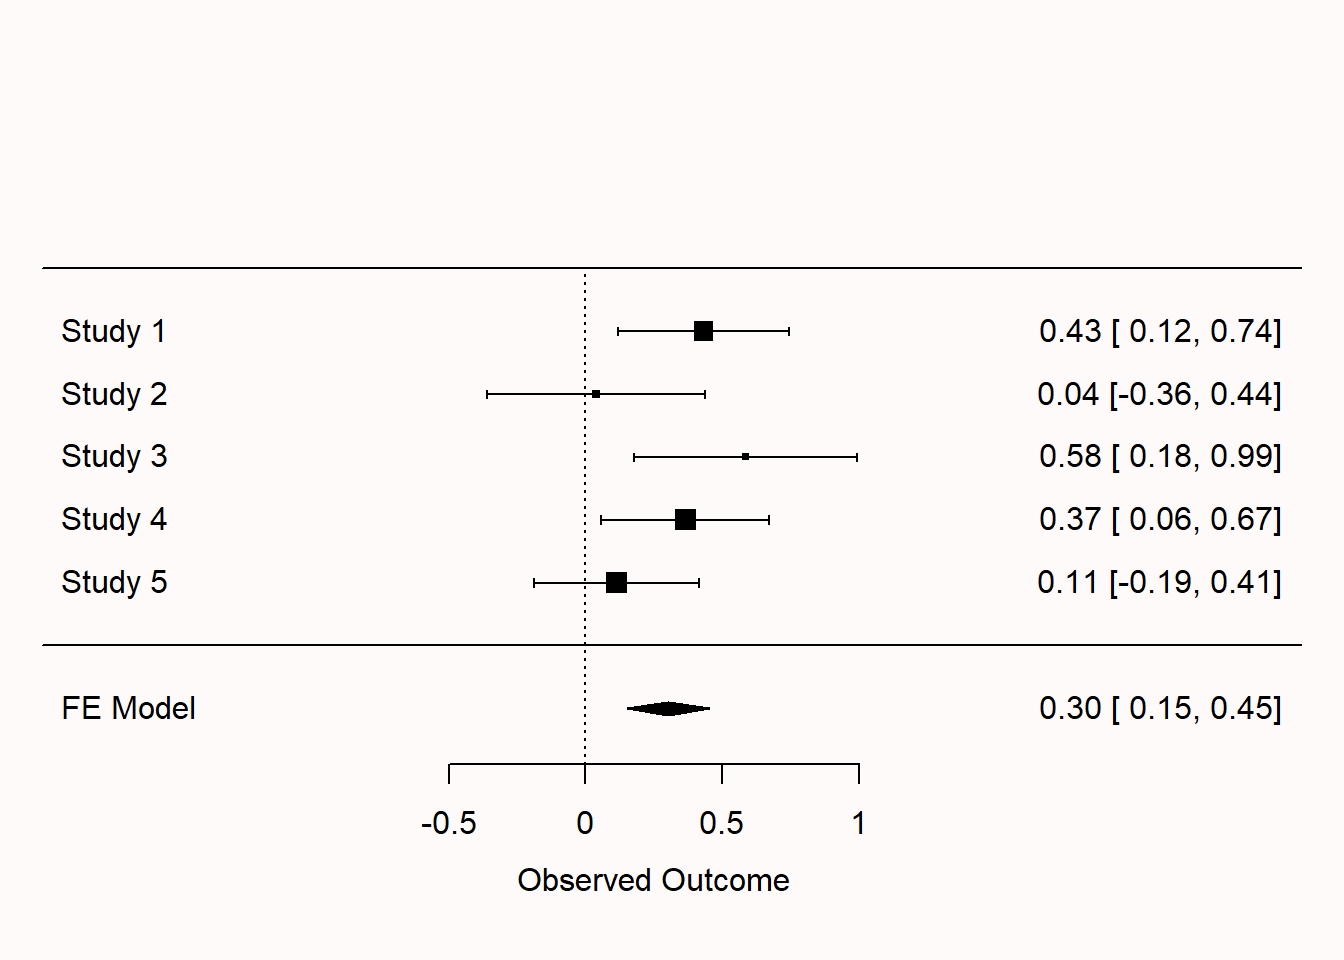 Study 1 0.43 [ 0.12, 0.74]
Study 2 0.04 [-0.36, 0.44]
Study 3 0.58 [ 0.18, 0.99]
Study 4 0.37 [ 0.06, 0.67]
Study 5 0.11 [-0.19, 0.41]
FE Model 0.30 [ 0.15, 0.45]
-0.5 0 0.5 1
Observed Outcome